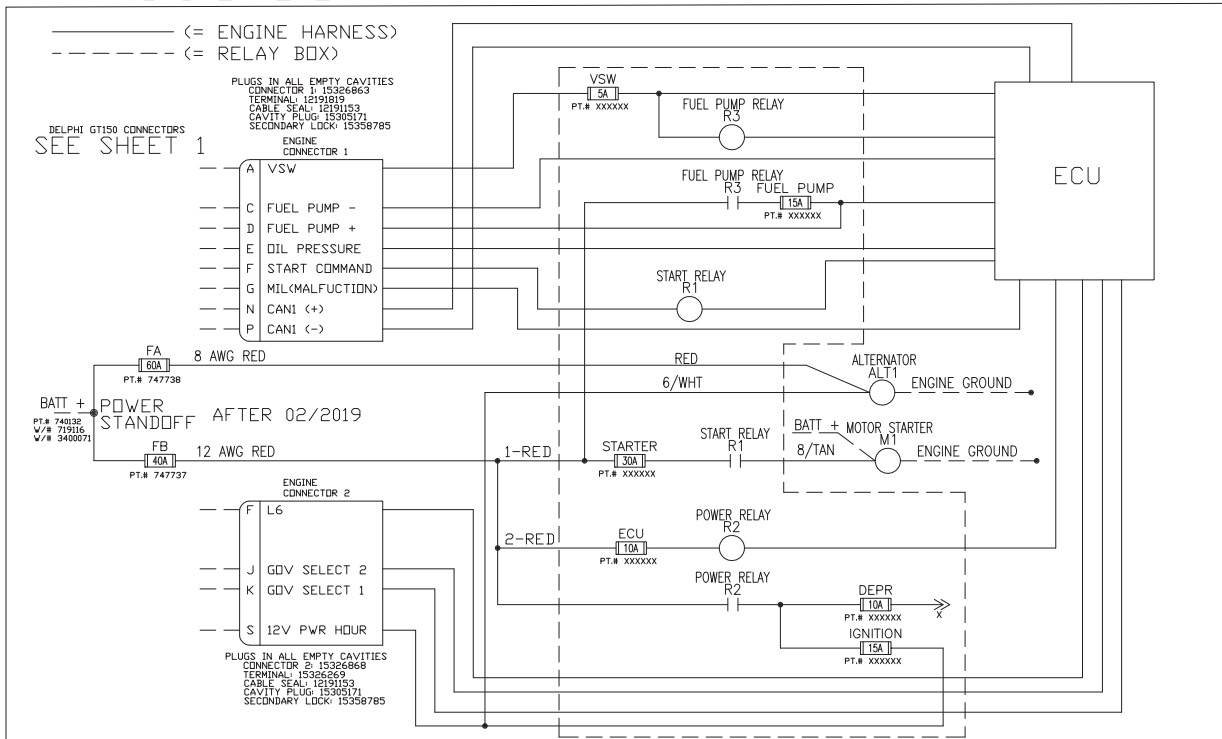 (= ENGINE HARNESS)
(= RELAY BOX)
PLUGS IN ALL EMPTY CAVITIES
CONNECTOR 1: 15326863
TERMINAL: 12191819
CABLE SEAL: 12191153
CAVITY PLUG: 15305171
SECONDARY LOCK: 15358785
DELPHI GT150 CONNECTORS
SEE SHEET 1
ENGINE
CONNECTOR 1
A VSW
C FUEL PUMP -
D FUEL PUMP +
E OIL PRESSURE
F START COMMAND
G MIL(MALFUCTION)
N CAN1 (+)
P CAN1 (-)
VSW
5A
PT.# XXXXXX
FUEL PUMP RELAY
R3
FUEL PUMP RELAY
R3
FUEL PUMP
15A
PT.# XXXXXX
START RELAY
R1
ECU
FA
60A
PT.# 747738
8 AWG RED
RED
6/WHT
ALTERNATOR
ALT1
ENGINE GROUND
BATT +
PT.# 740132
W/# 719116
W/# 3400071
POWER
STANDOFF
AFTER 02/2019
FB
40A
PT.# 747737
12 AWG RED
1-RED
STARTER
30A
PT.# XXXXXX
START RELAY
R1
BATT +
8/TAN
MOTOR STARTER
M1
ENGINE GROUND
ENGINE
CONNECTOR 2
F L6
J GOV SELECT 2
K GOV SELECT 1
S 12V PWR HOUR
2-RED
ECU
10A
PT.# XXXXXX
POWER RELAY
R2
POWER RELAY
R2
DEPR
10A
PT.# XXXXXX
X
IGNITION
15A
PT.# XXXXXX
PLUGS IN ALL EMPTY CAVITIES
CONNECTOR 2: 15326868
TERMINAL: 15326269
CABLE SEAL: 12191153
CAVITY PLUG: 15305171
SECONDARY LOCK: 15358785